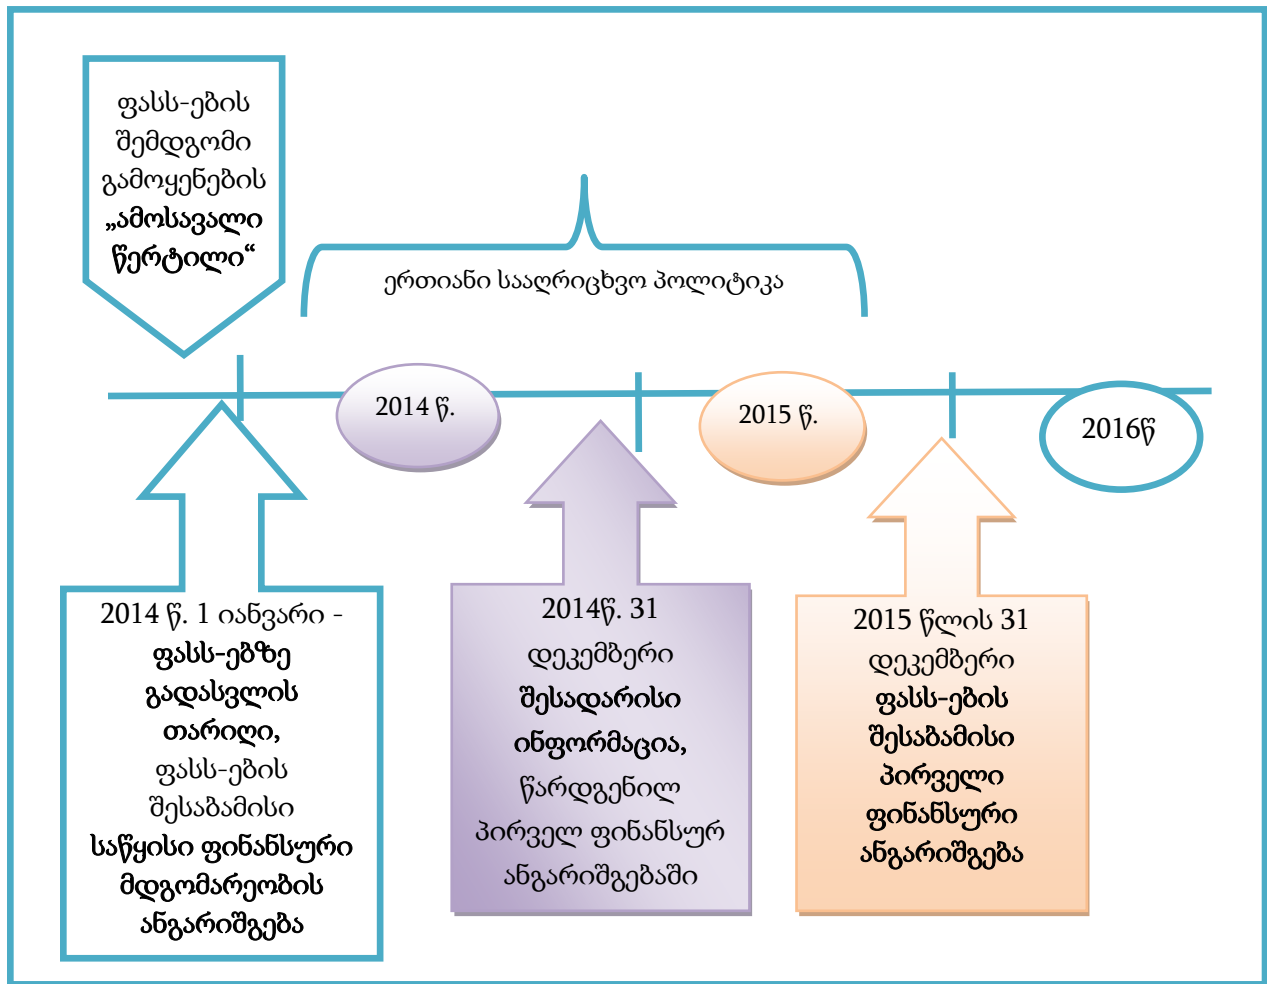 ფასს-ების
შემდგომი
გამოყენების
„ამოსავალი
წერტილი“
ერთიანი სააღრიცხვო პოლიტიკა
2014 წ.
2015 წ.
2016წ
2014 წ. 1 იანვარი -
ფასს-ებზე
გადასვლის
თარიღი,
ფასს-ების
შესაბამისი
საწყისი ფინანსური
მდგომარეობის
ანგარიშგება
2014წ. 31
დეკემბერი
შესადარისი
ინფორმაცია,
წარდგენილ
პირველ ფინანსურ
ანგარიშგებაში
2015 წლის 31
დეკემბერი
ფასს-ების
შესაბამისი
პირველი
ფინანსური
ანგარიშგება